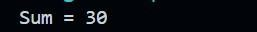 Sum = 30